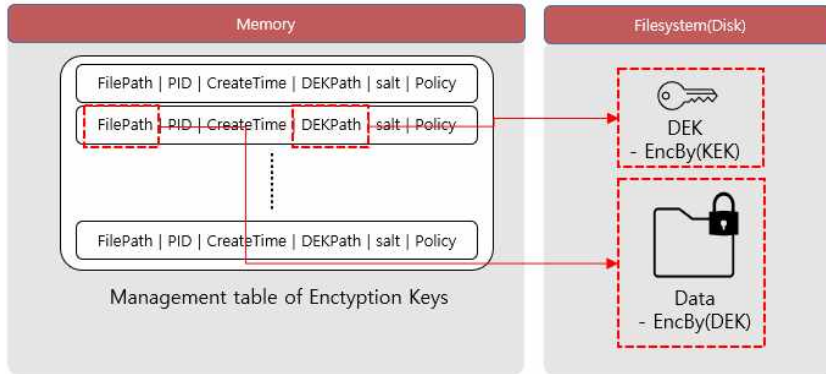 Memory
Filesystem(Disk)
FilePath | PID | CreateTime | DEKPath | salt | Policy
FilePath | PID | CreateTime | DEKPath | salt | Policy
FilePath | PID | CreateTime | DEKPath | salt | Policy
Management table of Enctyption Keys
DEK
- EncBy(KEK)
Data
- EncBy(DEK)